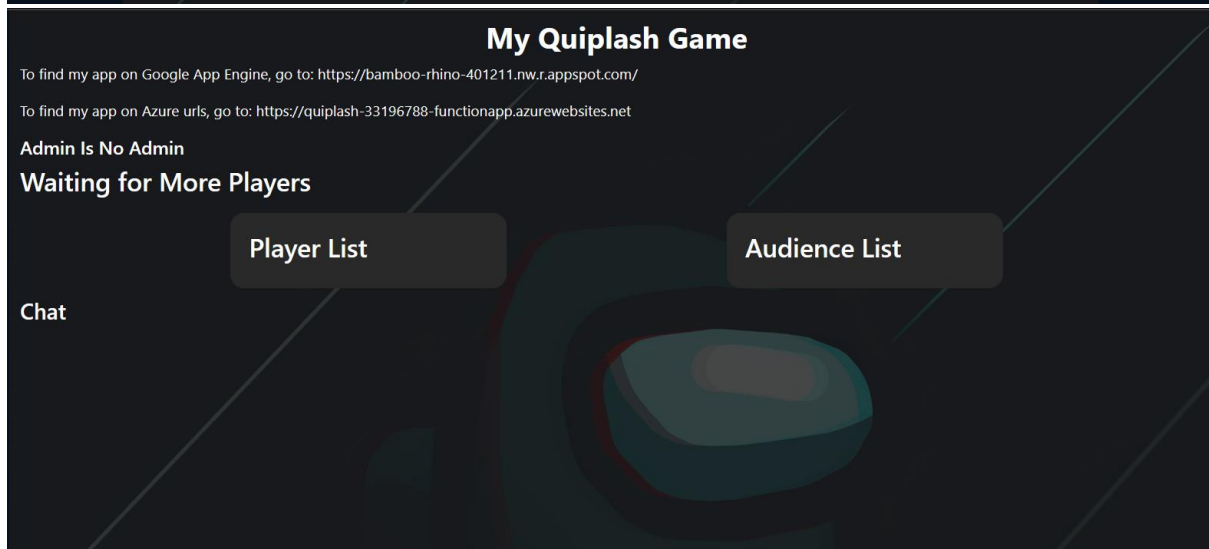 My Quiplash Game
To find my app on Google App Engine, go to: https://bamboo-rhino-401211.nw.r.appspot.com/
To find my app on Azure urls, go to: https://quiplash-33196788-functionapp.azurewebsites.net
Admin Is No Admin
Waiting for More Players
Player List
Audience List
Chat